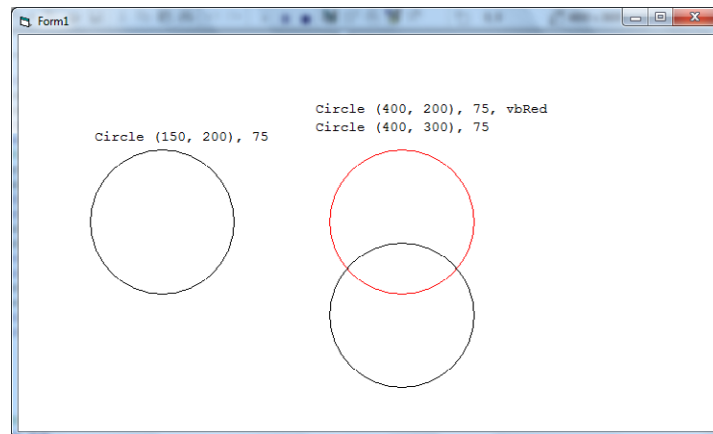 Form1
Circle (400, 200), 75, vbRed
Circle (400, 300), 75
Circle (150, 200), 75